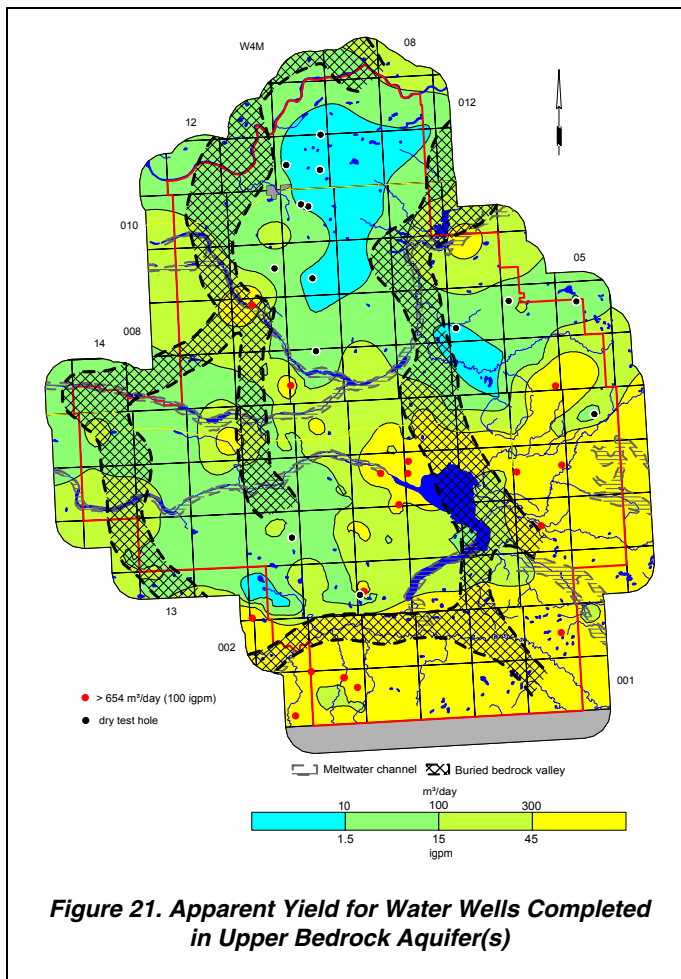 W4M
08
012
12
010
05
008
14
13
002
001
> 654 m³/day (100 igpm)
dry test hole
Meltwater channel Buried bedrock valley
m³/day
10 100 300
1.5 15 45
igpm
Figure 21. Apparent Yield for Water Wells Completed
in Upper Bedrock Aquifer(s)